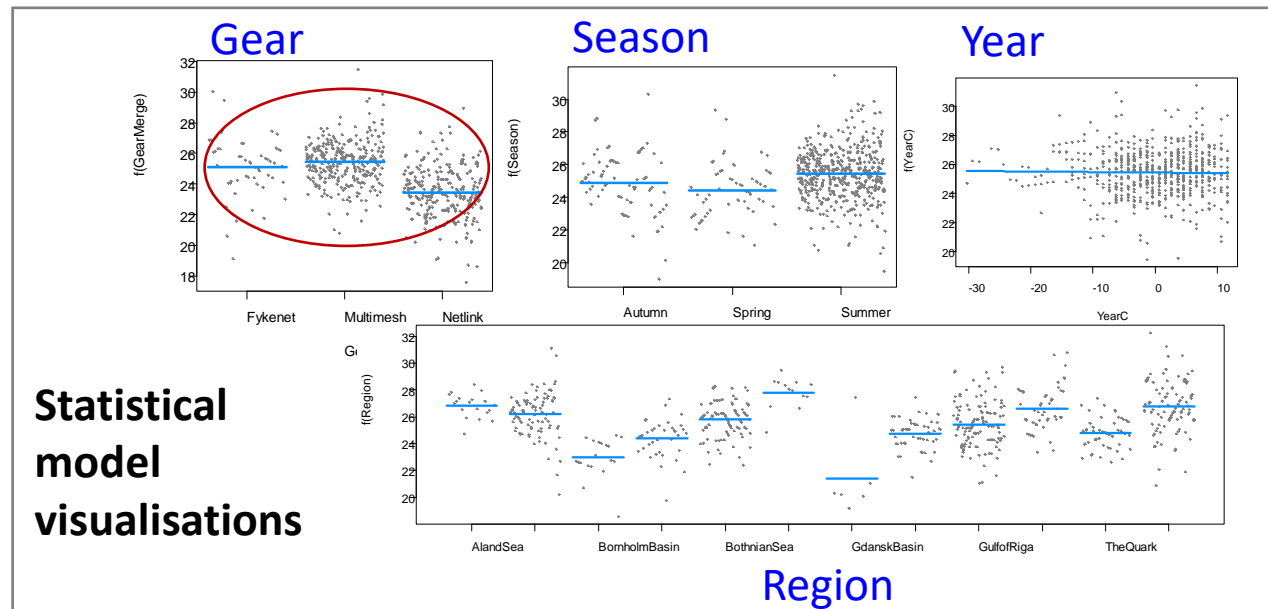 Gear
Season
Year
f(GearMerge)
32
30
28
26
24
22
20
18
Fykenet Multimesh Netlink
f(Season)
30
28
26
24
22
20
Autumn Spring Summer
f(YearC)
30
28
26
24
22
20
-30 -20 -10 0 10
YearC
f(Region)
32
30
28
26
24
22
20
AlandSea BornholmBasin BothnianSea GdanskBasin GulfofRiga TheQuark
Region
Statistical
model
visualisations